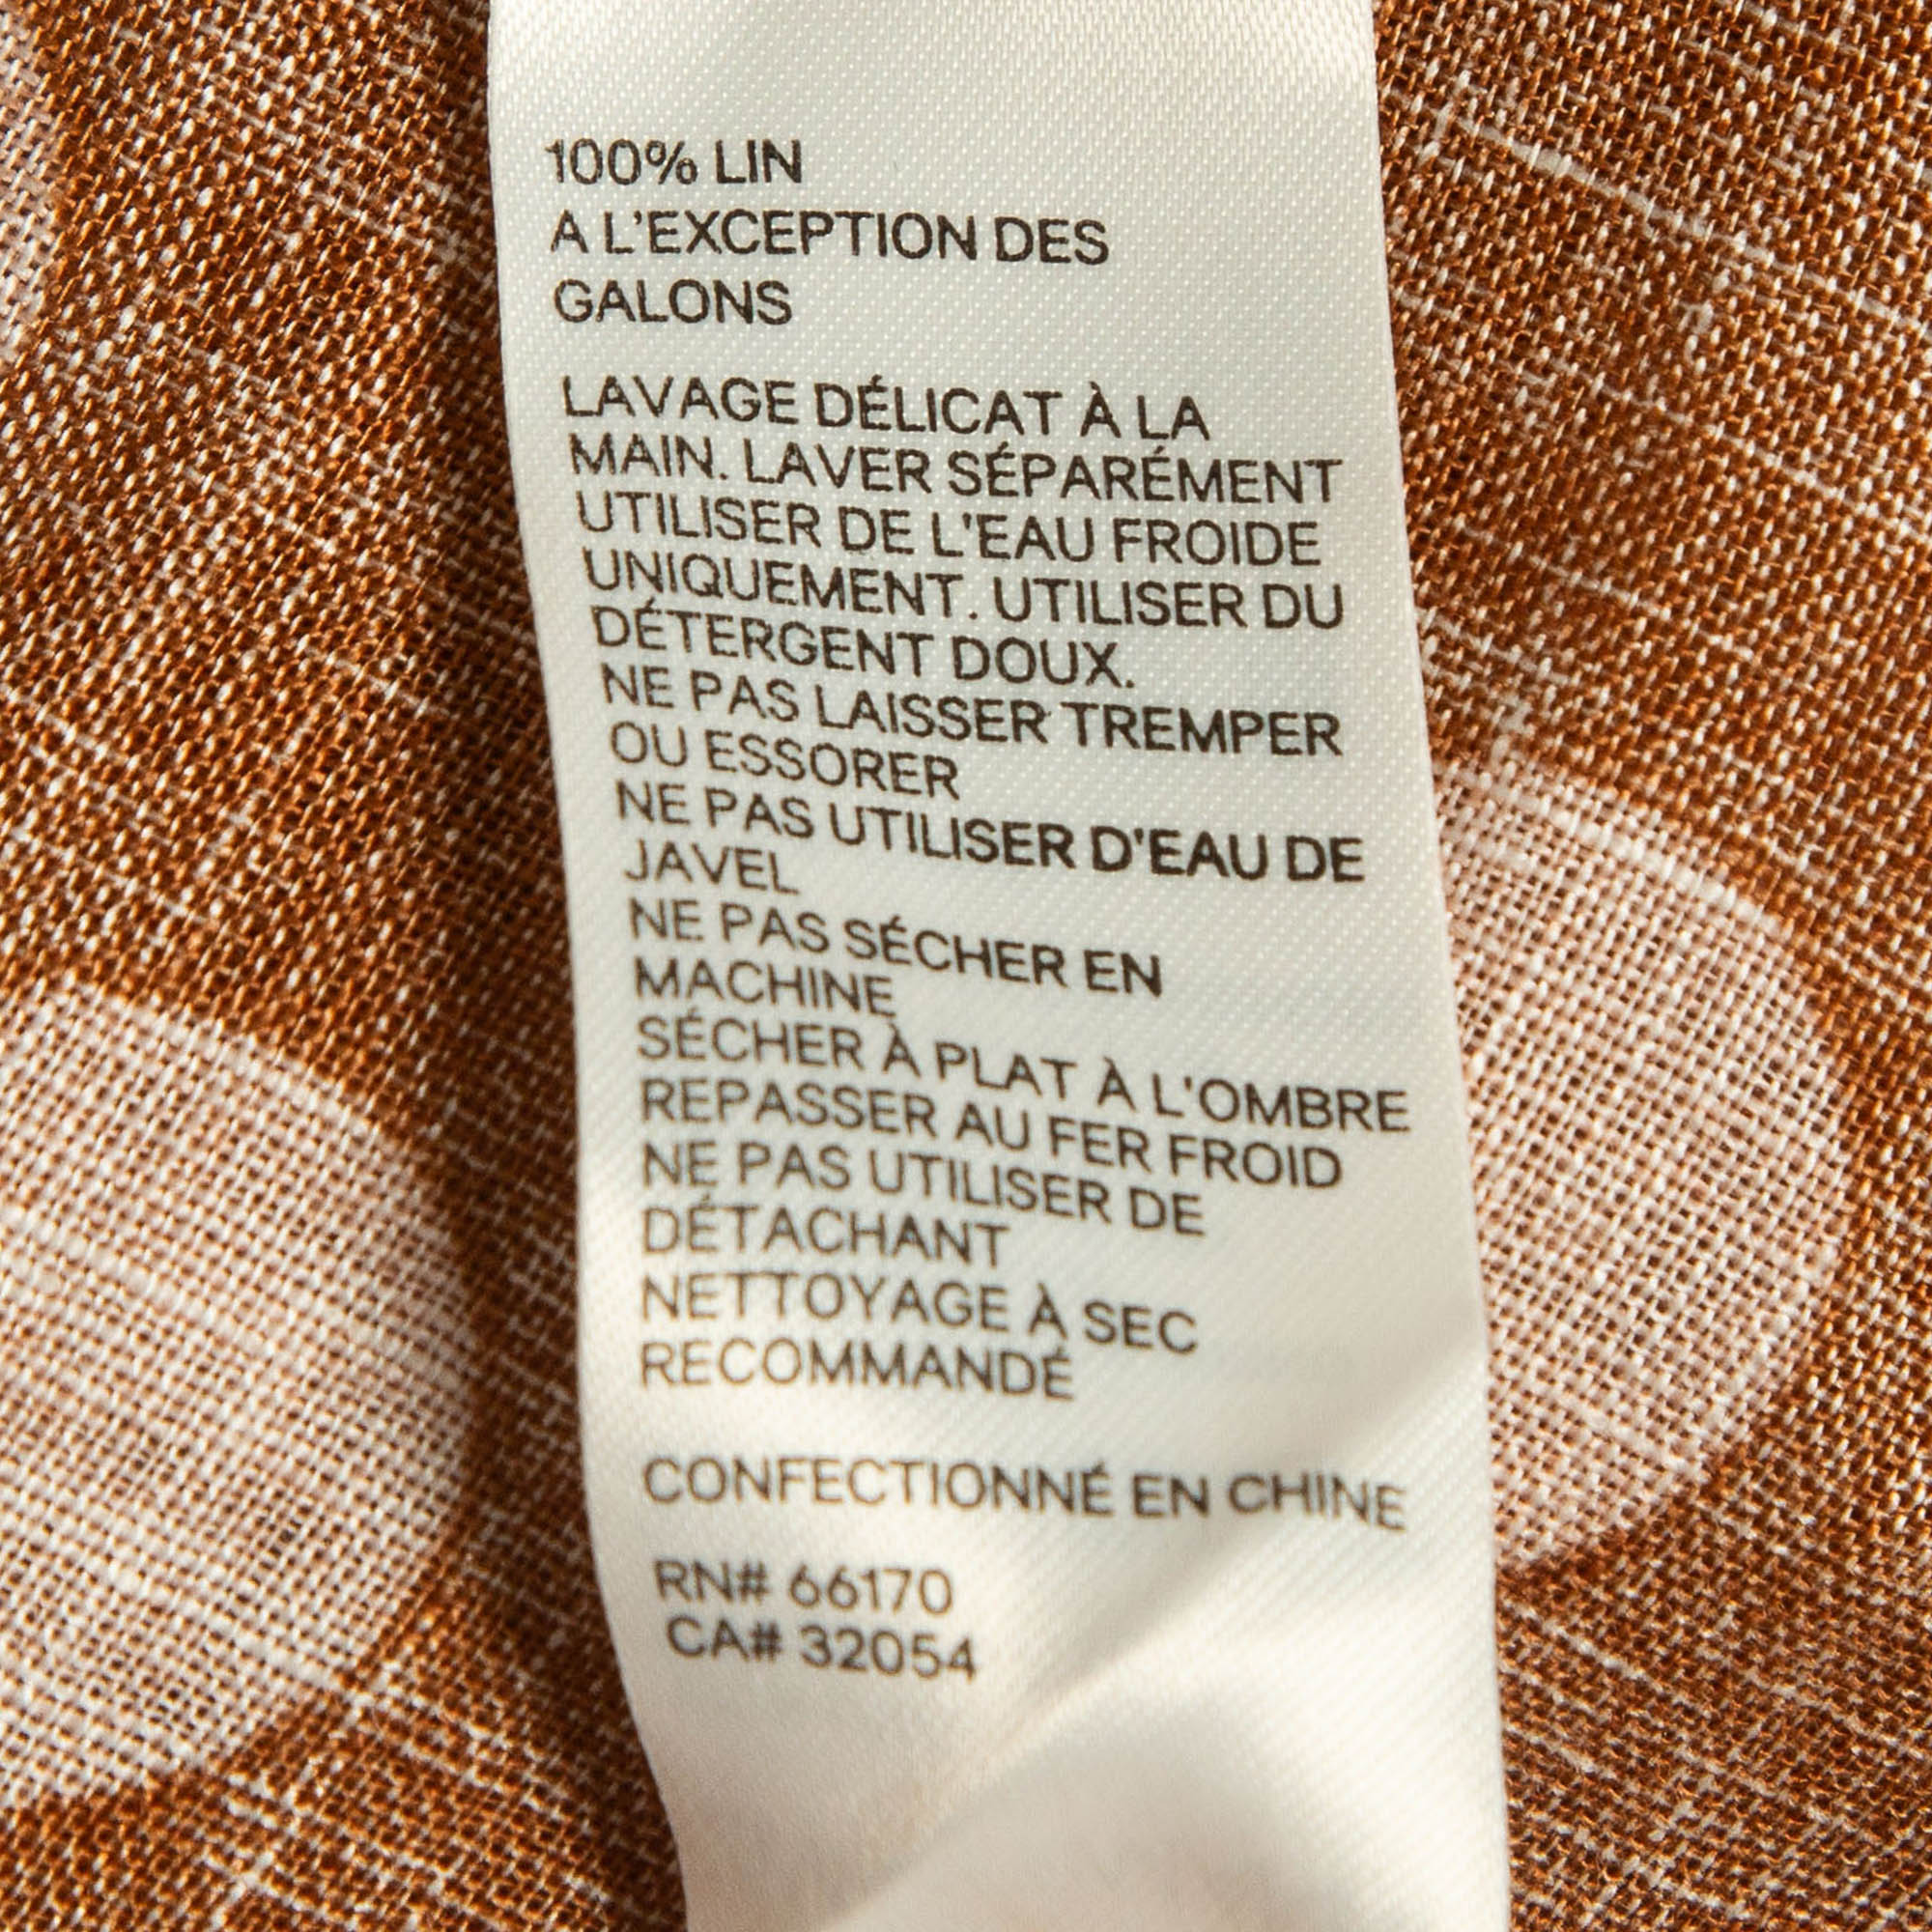 100% LIN
A L'EXCEPTION DES
GALONS
LAVAGE DÉLICAT À LA
MAIN. LAVER SÉPARÉMENT
UTILISER DE L'EAU FROIDE
UNIQUEMENT. UTILISER DU
DÉTERGENT DOUX.
NE PAS LAISSER TREMPER
OU ESSORER
NE PAS UTILISER D'EAU DE
JAVEL
NE PAS SÉCHER EN
MACHINE
SÉCHER À PLAT À L'OMBRE
REPASSER AU FER FROID
NE PAS UTILISER DE
DÉTACHANT
NETTOYAGE À SEC
RECOMMANDÉ
CONFECTIONNÉ EN CHINE
RN# 66170
CA# 32054